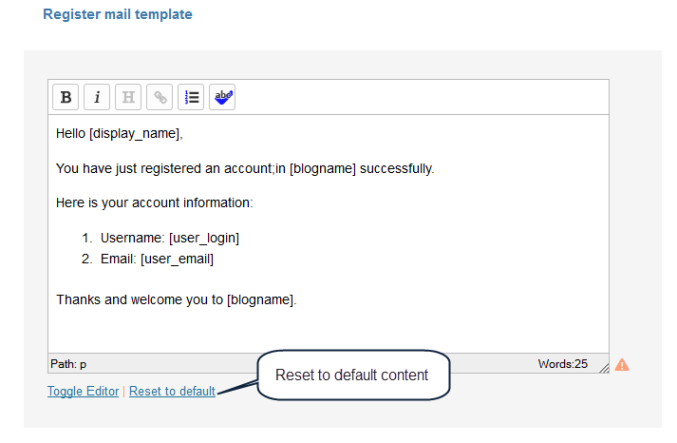 Register mail template
B i H abc
Hello [display_name],
You have just registered an account;in [blogname] successfully.
Here is your account information:
1. Username: [user_login]
2. Email: [user_email]
Thanks and welcome you to [blogname].
Path: p Words:25
Toggle Editor | Reset to default
Reset to default content